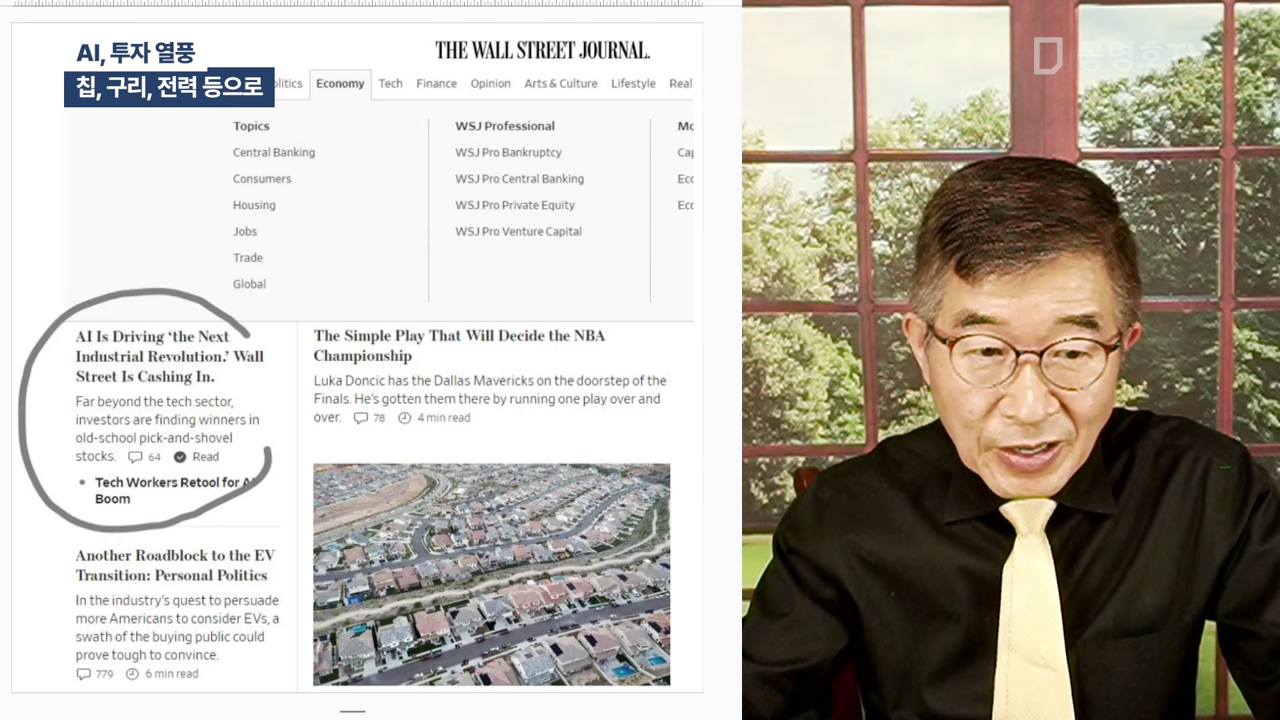 AI, 투자 열풍
칩, 구리, 전력 등으로
THE WALL STREET JOURNAL.
Economy
Tech
Finance
Opinion
Arts & Culture
Lifestyle
Real
Topics
Central Banking
Consumers
Housing
Jobs
Trade
Global
WSJ Professional
WSJ Pro Bankruptcy
WSJ Pro Central Banking
WSJ Pro Private Equity
WSJ Pro Venture Capital
AI Is Driving ‘the Next
Industrial Revolution.’ Wall
Street Is Cashing In.
Far beyond the tech sector,
investors are finding winners in
old-school pick-and-shovel
stocks. 64 Read
Tech Workers Retool for
Boom
Another Roadblock to the EV
Transition: Personal Politics
In the industry’s quest to persuade
more Americans to consider EVs, a
swath of the buying public could
prove tough to convince.
779 6 min read
The Simple Play That Will Decide the NBA
Championship
Luka Doncic has the Dallas Mavericks on the doorstep of the
Finals. He’s gotten them there by running one play over and
over. 78 4 min read
공병호TV